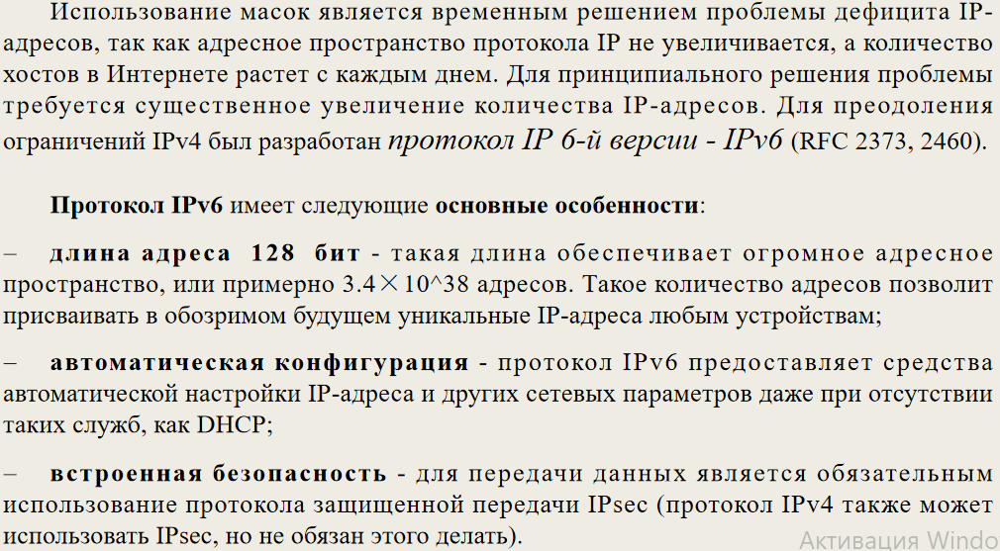 Использование масок является временным решением проблемы дефицита IP-
адресов, так как адресное пространство протокола IP не увеличивается, а количество
хостов в Интернете растет с каждым днем. Для принципиального решения проблемы
требуется существенное увеличение количества IP-адресов. Для преодоления
ограничений IPv4 был разработан протокол IP 6-й версии - IPv6 (RFC 2373, 2460).
Протокол IPv6 имеет следующие основные особенности:
– длина адреса 128 бит - такая длина обеспечивает огромное адресное
пространство, или примерно 3.4×10^38 адресов. Такое количество адресов позволит
присваивать в обозримом будущем уникальные IP-адреса любым устройствам;
– автоматическая конфигурация - протокол IPv6 предоставляет средства
автоматической настройки IP-адреса и других сетевых параметров даже при отсутствии
таких служб, как DHCP;
– встроенная безопасность - для передачи данных является обязательным
использование протокола защищенной передачи IPsec (протокол IPv4 также может
использовать IPsec, но не обязан этого делать).
Активация Windo